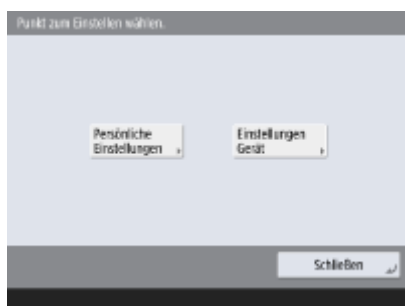 Punkt zum Einstellen wählen.
Persönliche
Einstellungen
Einstellungen
Gerät
Schließen